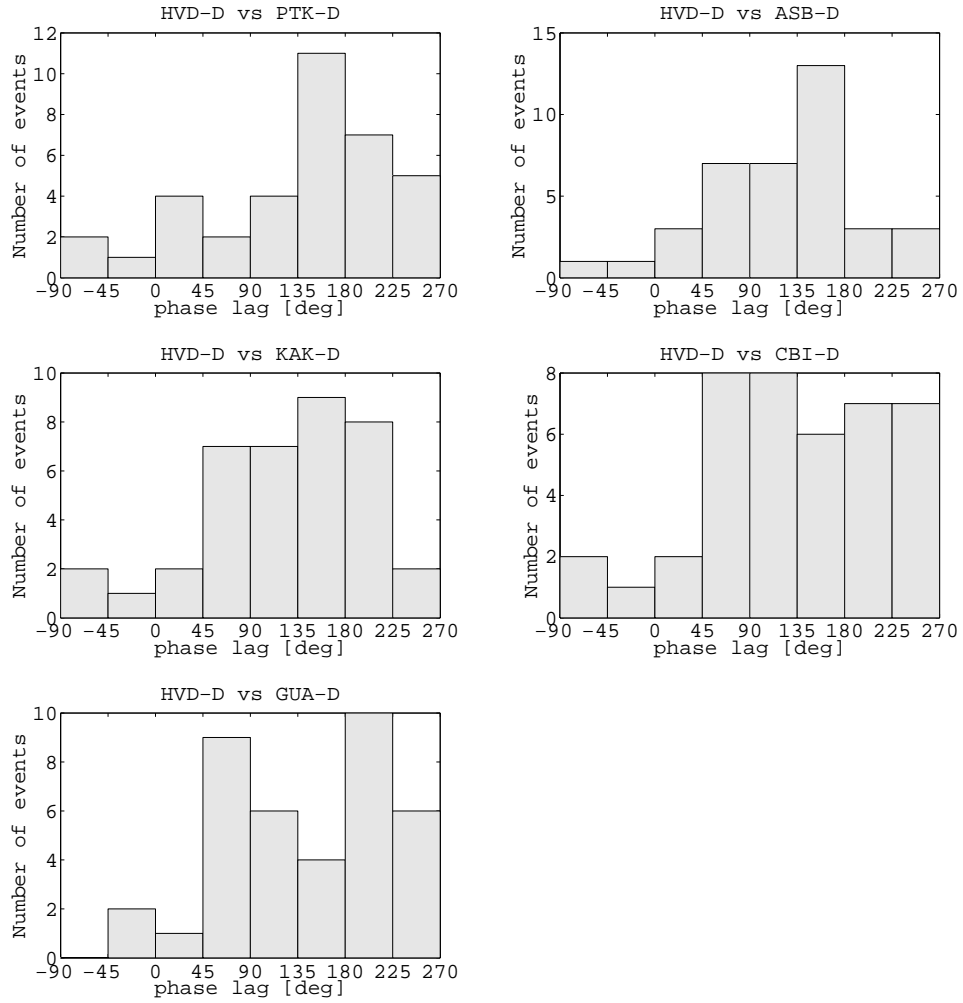 HVD-D vs PTK-D
Number of events
12
10
8
6
4
2
0
-90 -45 0 45 90 135 180 225 270
phase lag [deg]
HVD-D vs ASB-D
Number of events
15
10
5
0
-90 -45 0 45 90 135 180 225 270
phase lag [deg]
HVD-D vs KAK-D
Number of events
10
8
6
4
2
0
-90 -45 0 45 90 135 180 225 270
phase lag [deg]
HVD-D vs CBI-D
Number of events
8
6
4
2
0
-90 -45 0 45 90 135 180 225 270
phase lag [deg]
HVD-D vs GUA-D
Number of events
10
8
6
4
2
0
-90 -45 0 45 90 135 180 225 270
phase lag [deg]